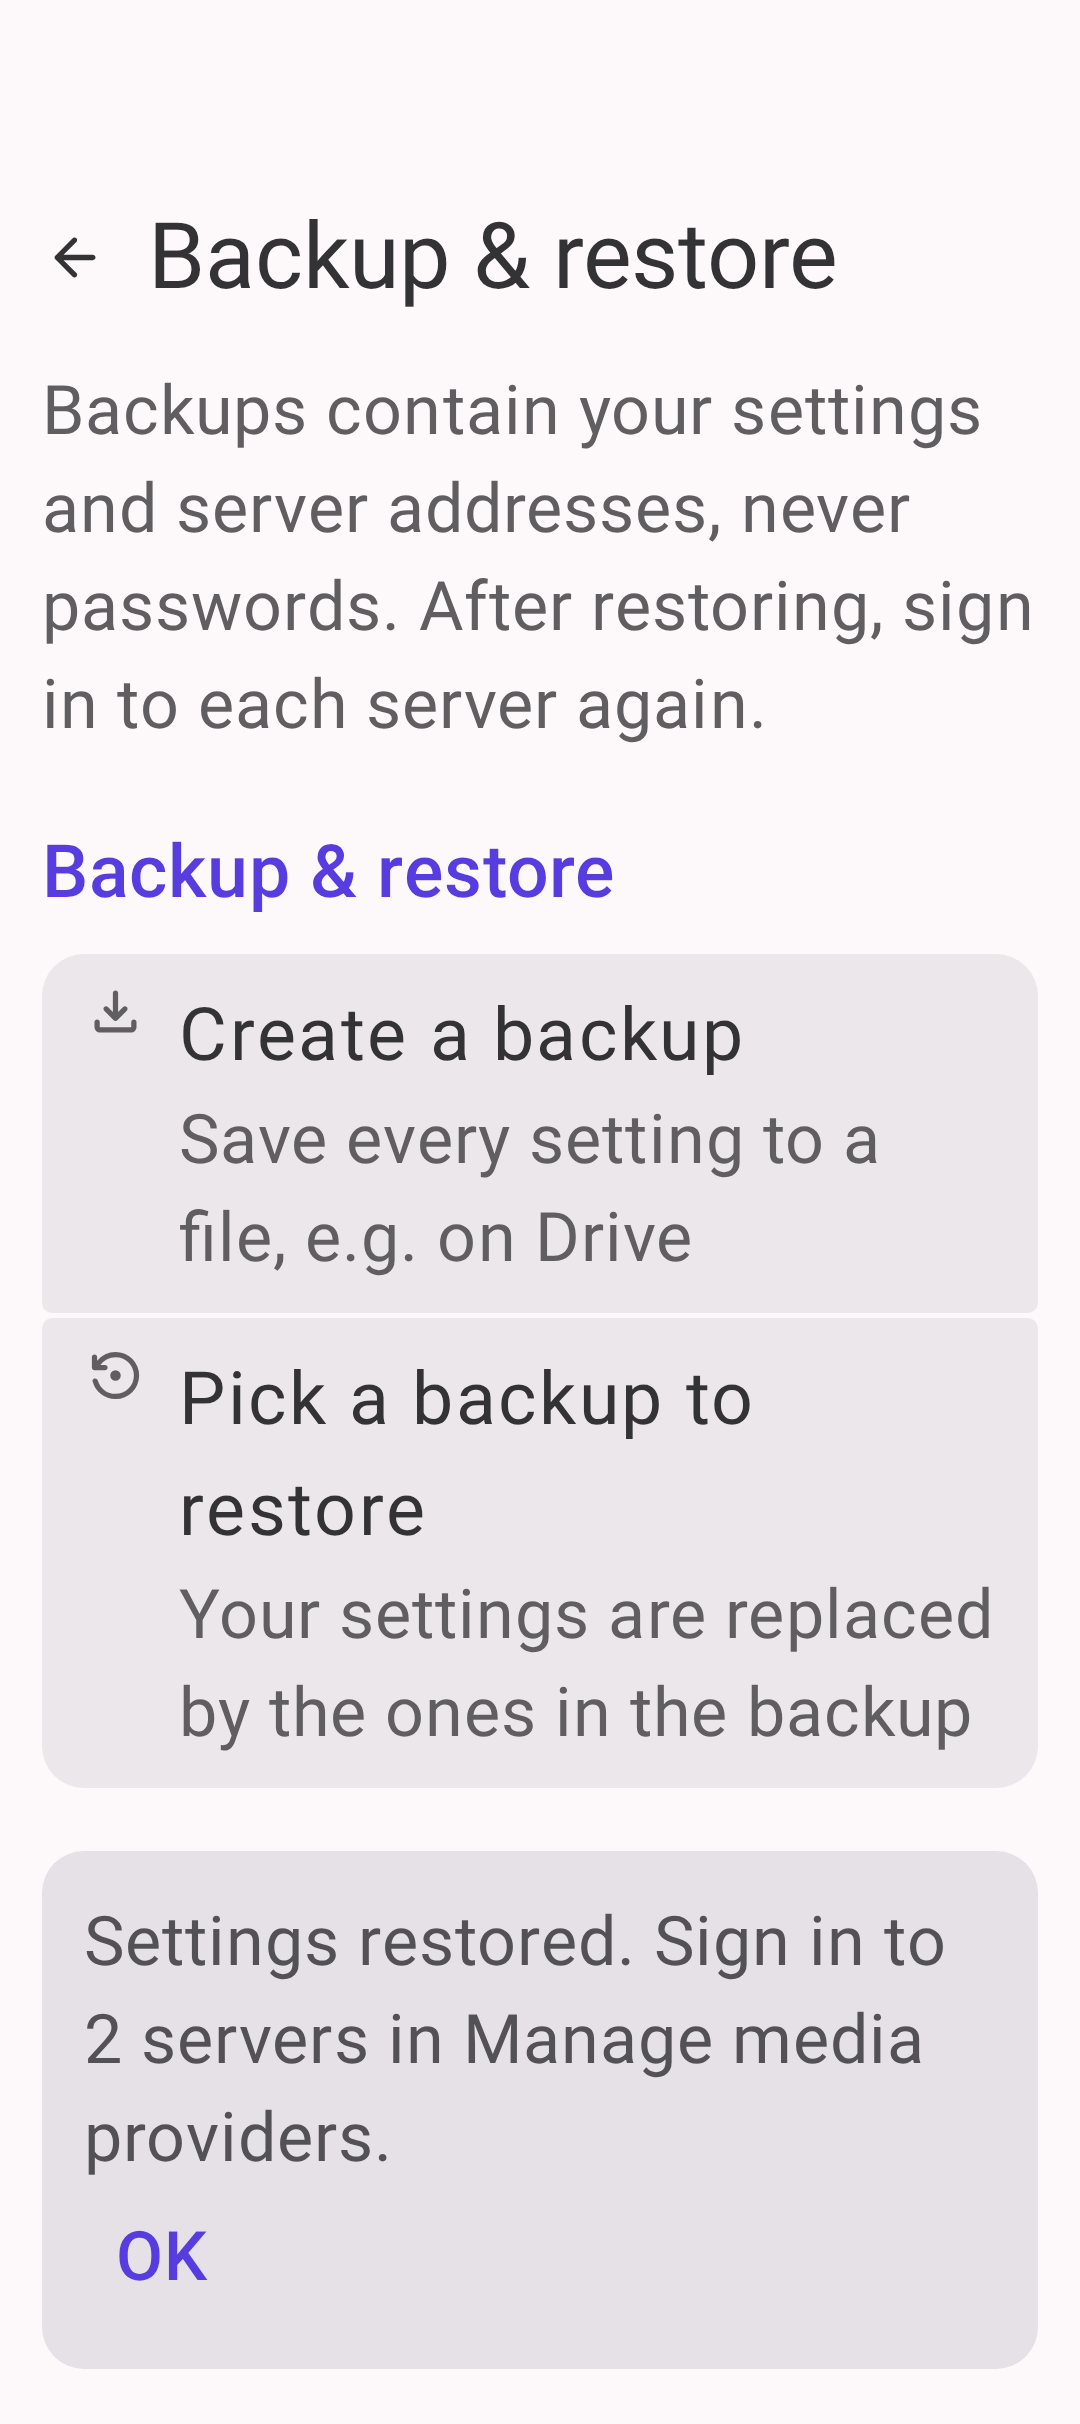 Backup & restore
Backups contain your settings
and server addresses, never
passwords. After restoring, sign
in to each server again.
Backup & restore
Create a backup
Save every setting to a
file, e.g. on Drive
Pick a backup to
restore
Your settings are replaced
by the ones in the backup
Settings restored. Sign in to
2 servers in Manage media
providers.
OK